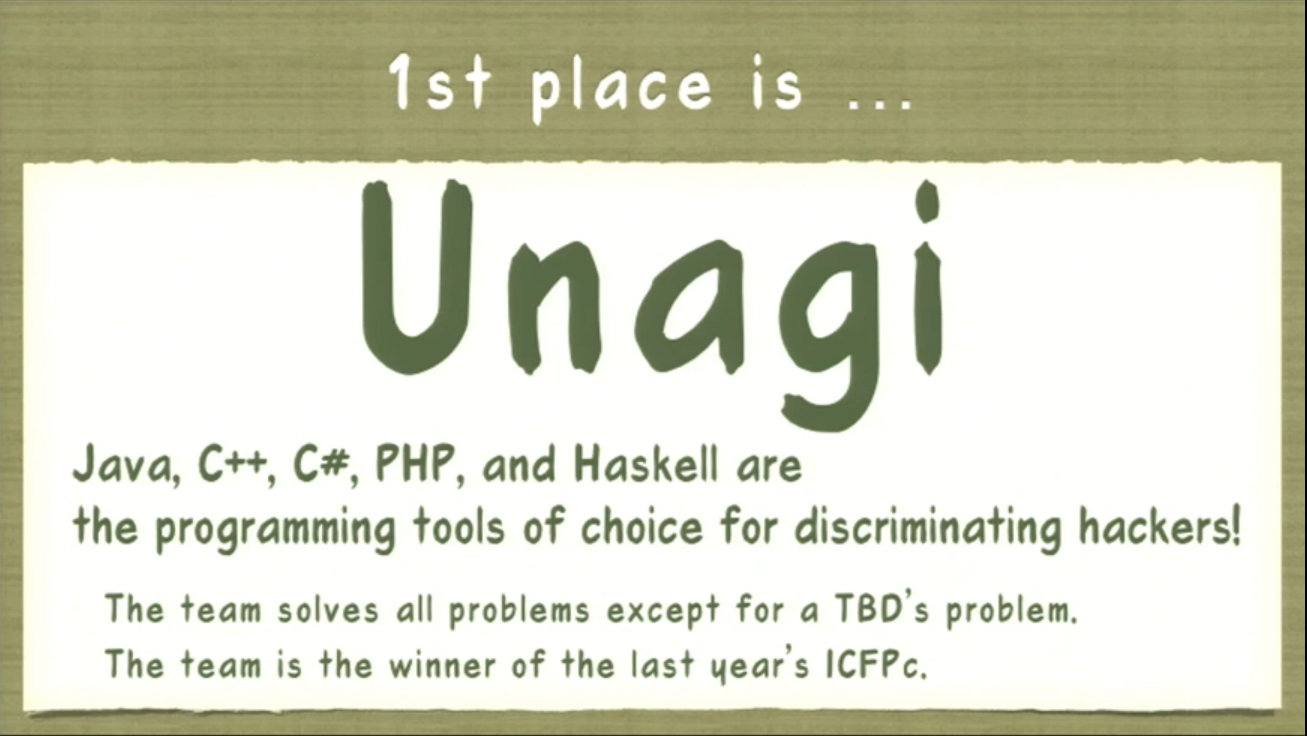 1st place is ...
Unagi
Java, C++, C#, PHP, and Haskell are
the programming tools of choice for discriminating hackers!
The team solves all problems except for a TBD's problem.
The team is the winner of the last year's ICFPc.